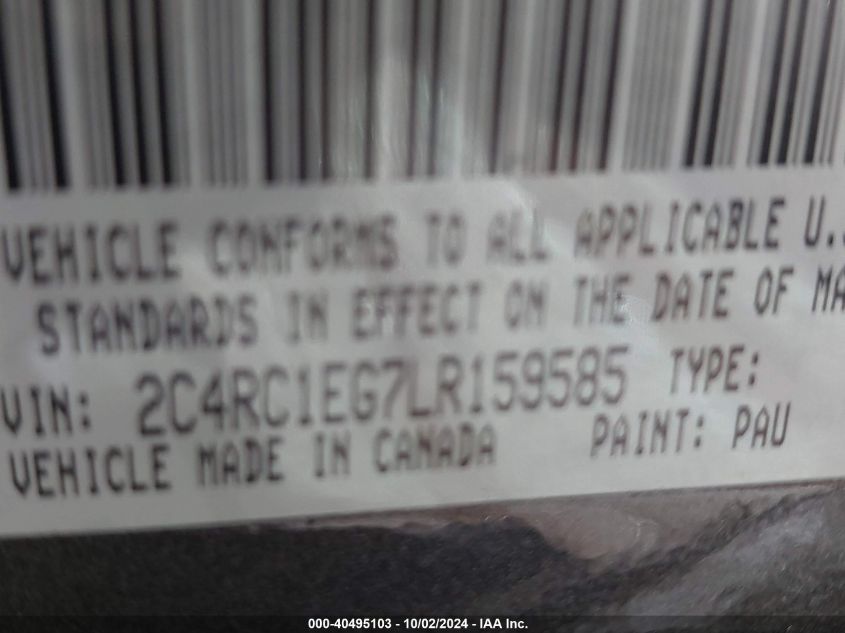 VEHICLE CONFORMS TO ALL APPLICABLE U.S
STANDARDS IN EFFECT ON THE DATE OF MA
VIN: 2C4RC1EG7LR159585 TYPE:
VEHICLE MADE IN CANADA PAINT: PAU
000-40495103 - 10/02/2024 - IAA Inc.